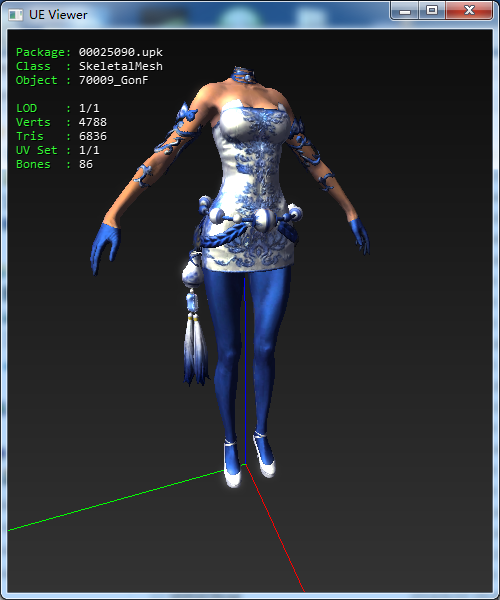 UE Viewer
Package: 00025090.upk
Class : SkeletalMesh
Object : 70009_GonF
LOD : 1/1
Verts : 4788
Tris : 6836
UV Set : 1/1
Bones : 86